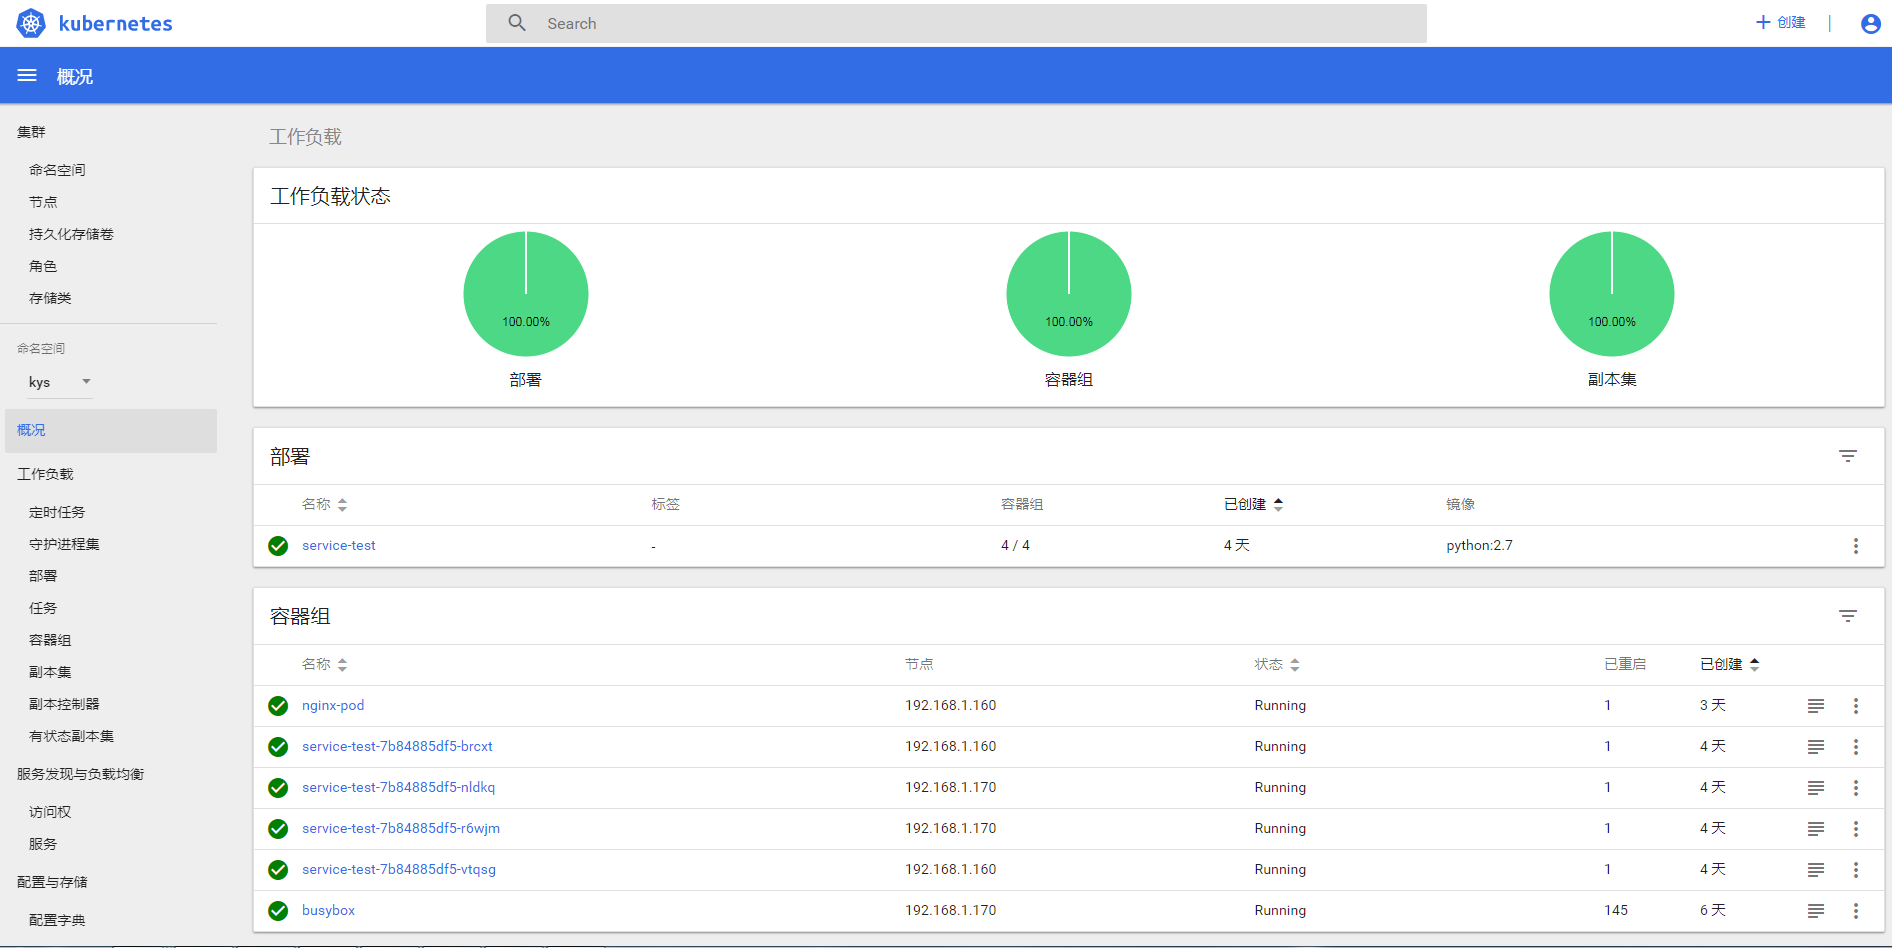 kubernetes
Search
创建
概况
集群
命名空间
节点
持久化存储卷
角色
存储类
命名空间
kys
概况
工作负载
定时任务
守护进程集
部署
任务
容器组
副本集
副本控制器
有状态副本集
服务发现与负载均衡
访问权
服务
配置与存储
配置字典
工作负载
工作负载状态
100.00% 100.00% 100.00%
部署 容器组 副本集
部署
名称 标签 容器组 已创建 镜像
service-test - 4 / 4 4 天 python:2.7
容器组
名称 节点 状态 已重启 已创建
nginx-pod 192.168.1.160 Running 1 3 天
service-test-7b84885df5-brcxt 192.168.1.160 Running 1 4 天
service-test-7b84885df5-nldkq 192.168.1.170 Running 1 4 天
service-test-7b84885df5-r6wjm 192.168.1.170 Running 1 4 天
service-test-7b84885df5-vtqsg 192.168.1.160 Running 1 4 天
busybox 192.168.1.170 Running 145 6 天